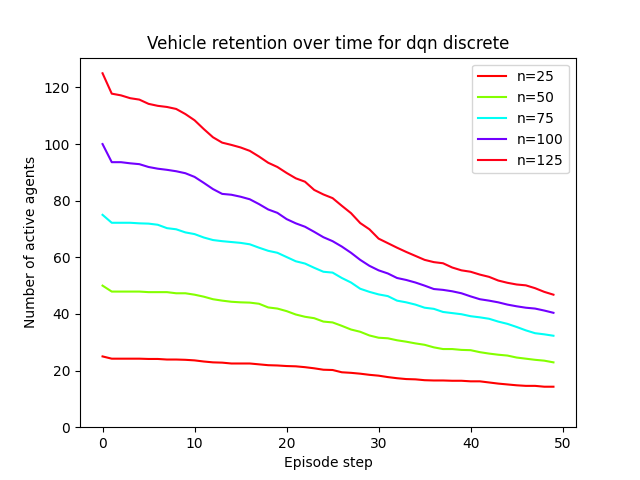 Vehicle retention over time for dqn discrete
n=25
n=50
n=75
n=100
n=125
Number of active agents
120
100
80
60
40
20
0
0 10 20 30 40 50
Episode step